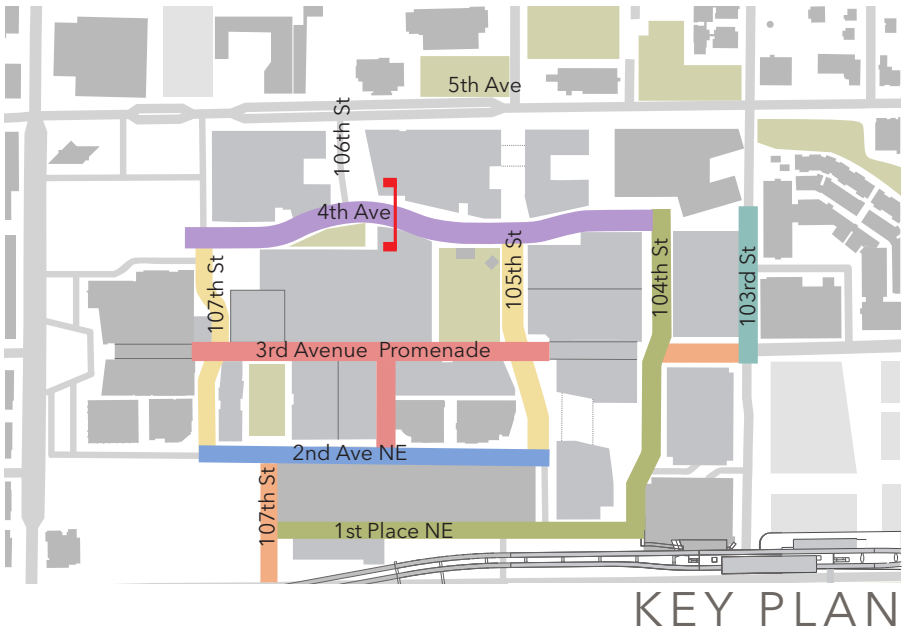 5th Ave
106th St
4th Ave
107th St
105th St
104th St
103rd St
3rd Avenue Promenade
2nd Ave NE
107th St
1st Place NE
KEY PLAN